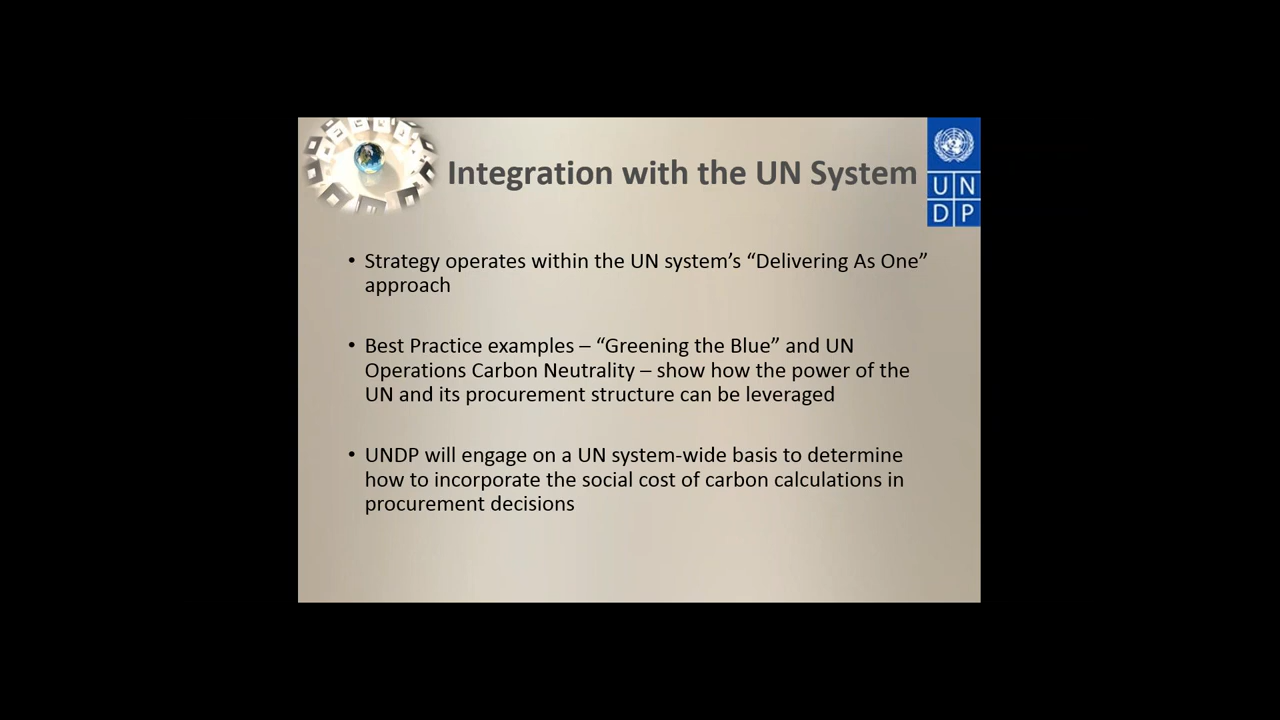 Integration with the UN System
UN
DP
• Strategy operates within the UN system’s “Delivering As One”
approach
• Best Practice examples – “Greening the Blue” and UN
Operations Carbon Neutrality – show how the power of the
UN and its procurement structure can be leveraged
• UNDP will engage on a UN system-wide basis to determine
how to incorporate the social cost of carbon calculations in
procurement decisions